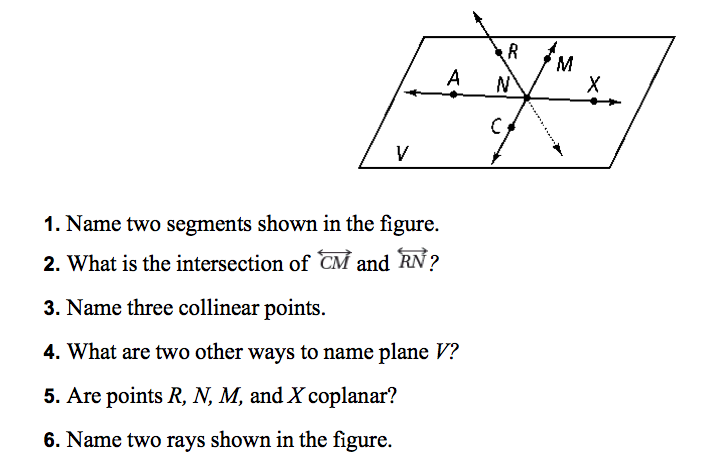 R
M
A
N
X
C
V
1. Name two segments shown in the figure.
2. What is the intersection of CM and RN?
3. Name three collinear points.
4. What are two other ways to name plane V?
5. Are points R, N, M, and X coplanar?
6. Name two rays shown in the figure.